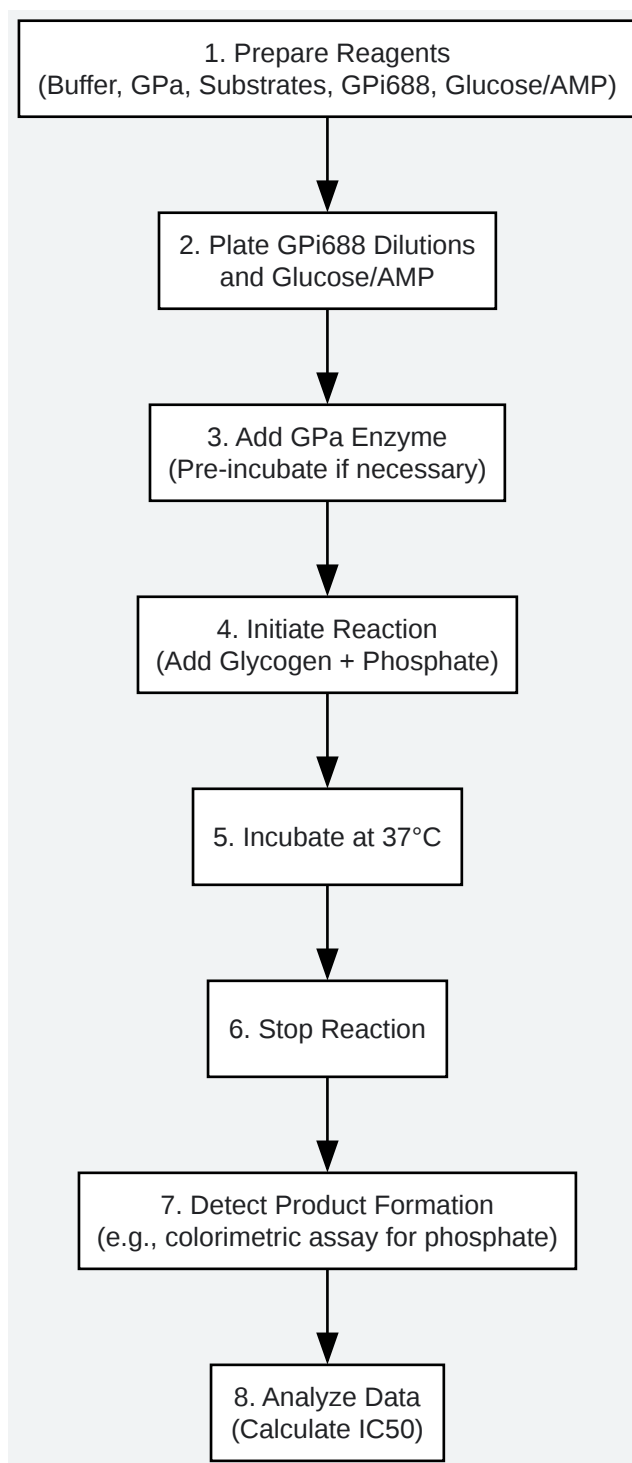 1. Prepare Reagents
(Buffer, GPa, Substrates, GPi688, Glucose/AMP)
2. Plate GPi688 Dilutions
and Glucose/AMP
3. Add GPa Enzyme
(Pre-incubate if necessary)
4. Initiate Reaction
(Add Glycogen + Phosphate)
5. Incubate at 37°C
6. Stop Reaction
7. Detect Product Formation
(e.g., colorimetric assay for phosphate)
8. Analyze Data
(Calculate IC50)